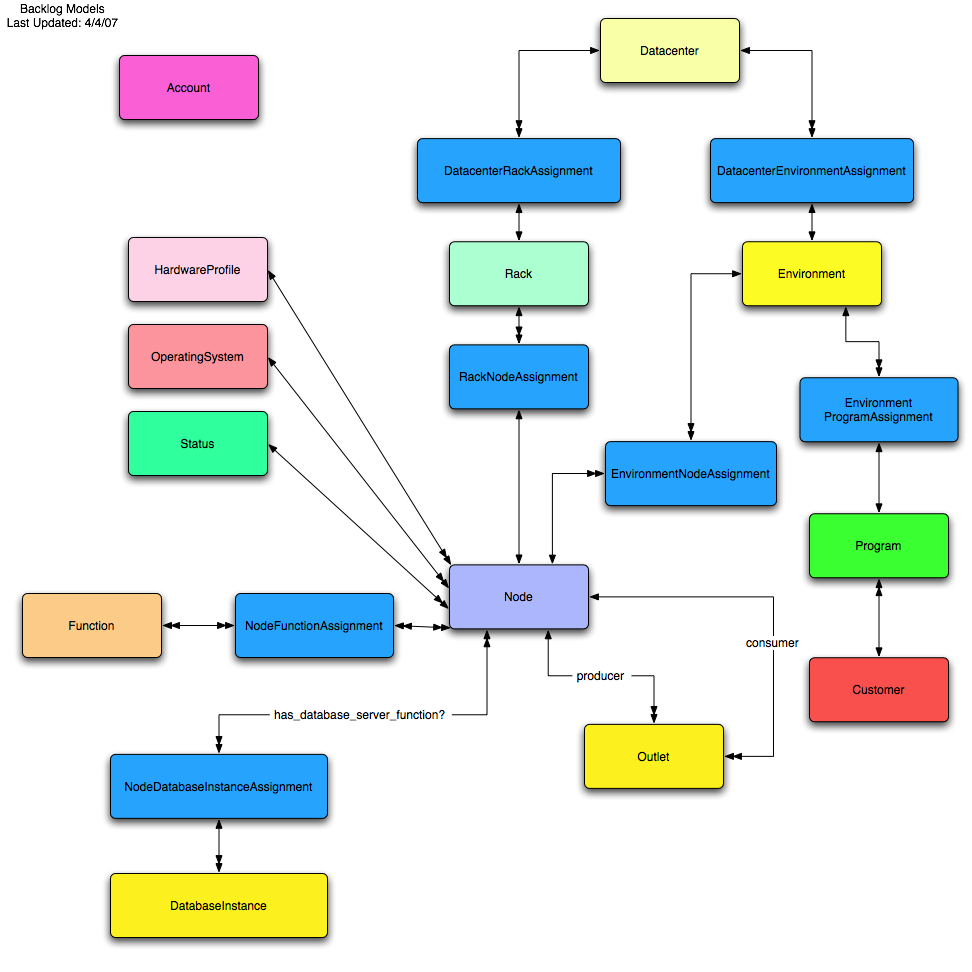 Backlog Models
Last Updated: 4/4/07
Datacenter
Account
DatacenterRackAssignment
DatacenterEnvironmentAssignment
HardwareProfile
Rack
Environment
OperatingSystem
RackNodeAssignment
Environment
ProgramAssignment
Status
EnvironmentNodeAssignment
Program
Node
Function
NodeFunctionAssignment
consumer
producer
Customer
has_database_server_function?
Outlet
NodeDatabaseInstanceAssignment
DatabaseInstance